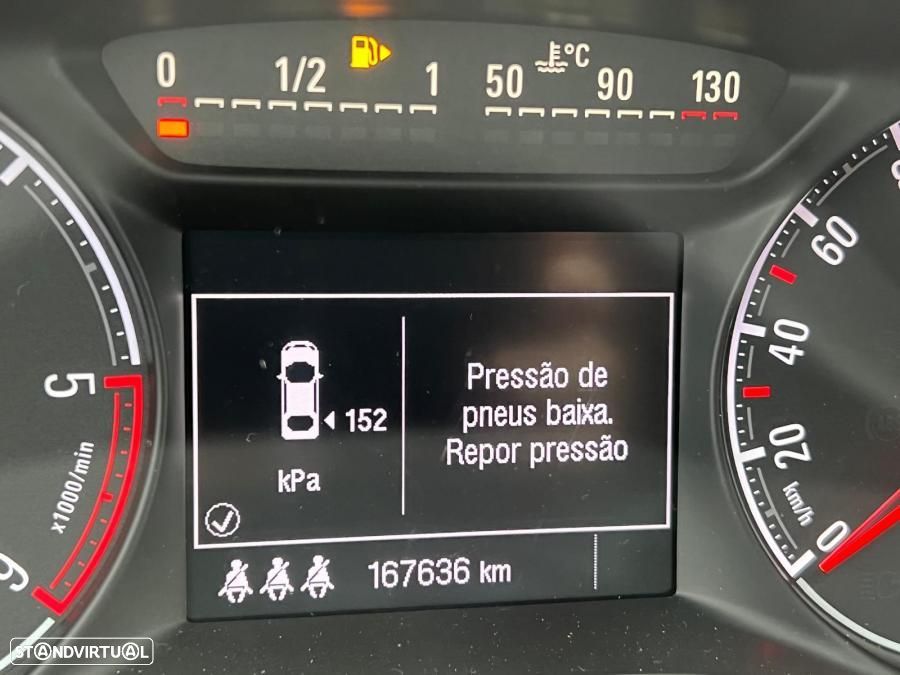 0 1/2 1 50 °C 90 130
60
40
20
km/h
0
5
x1000/min
6
152
kPa
Pressão de
pneus baixa.
Repor pressão
167636 km
STANDVIRTUAL